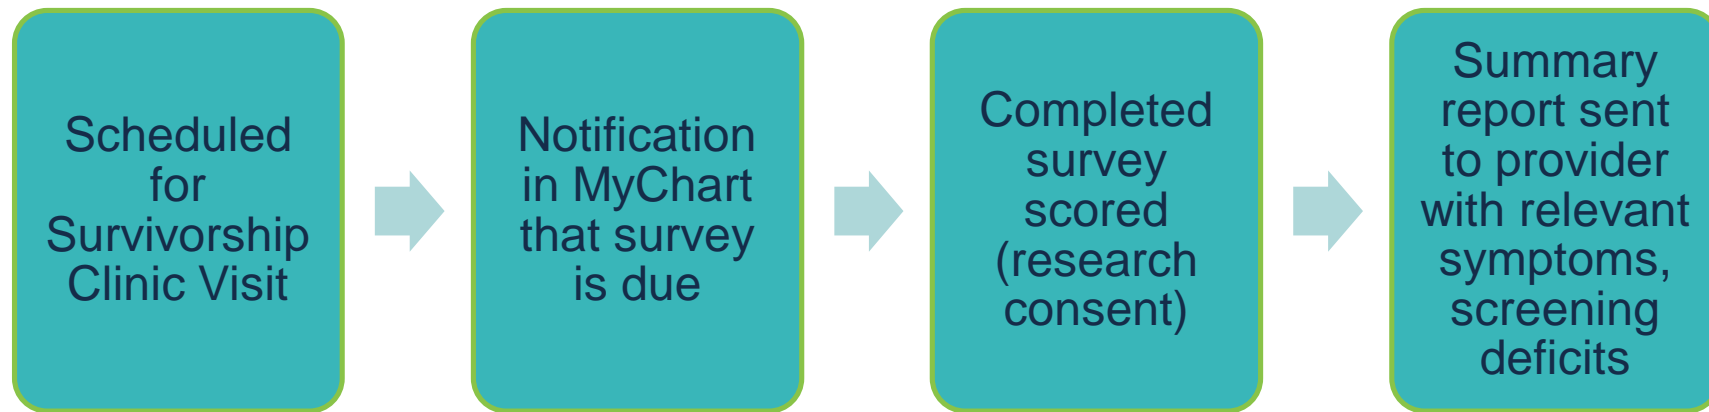 Scheduled
for
Survivorship
Clinic Visit
Notification
in MyChart
that survey
is due
Completed
survey
scored
(research
consent)
Summary
report sent
to provider
with relevant
symptoms,
screening
deficits